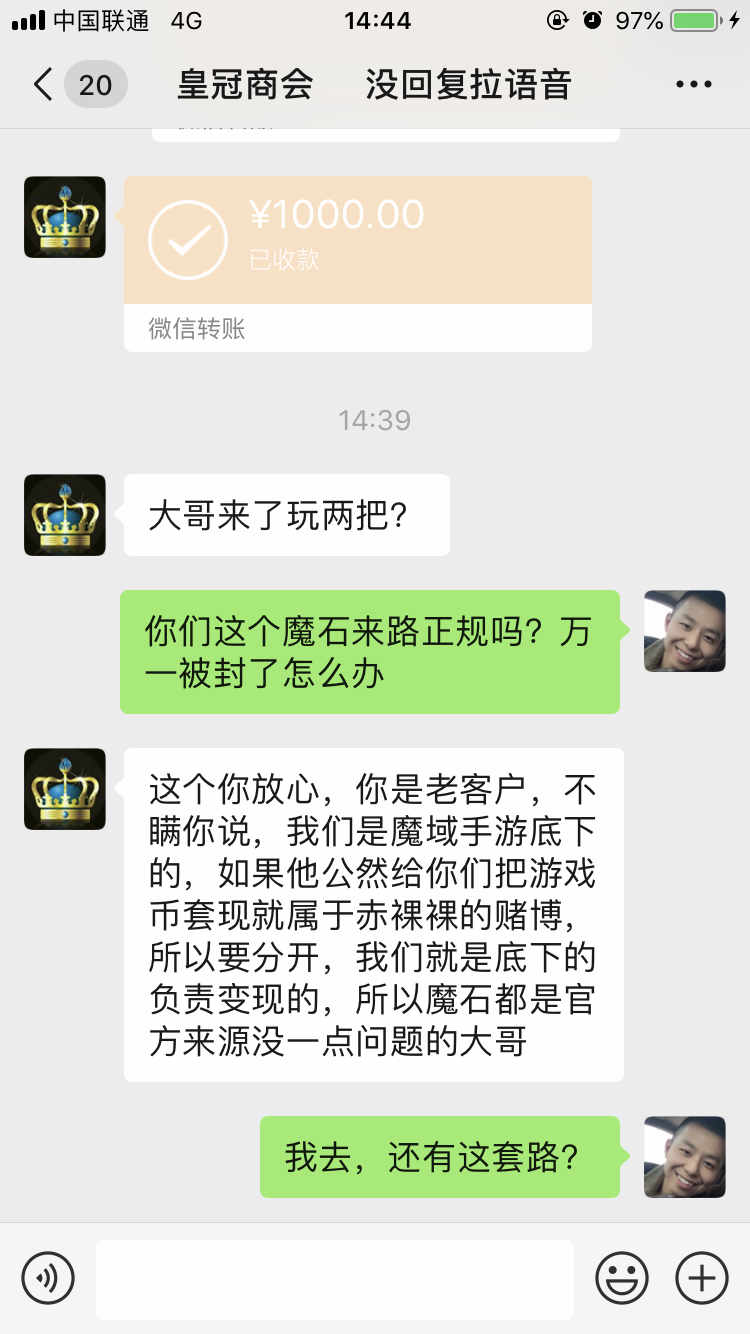 中国联通 4G 14:44 97%
20 皇冠商会 没回复拉语音
¥1000.00
已收款
微信转账
14:39
大哥来了玩两把?
你们这个魔石来路正规吗?万
一被封了怎么办
这个你放心，你是老客户，不
瞒你说，我们是魔域手游底下
的，如果他公然给你们把游戏
币套现就属于赤裸裸的赌博，
所以要分开，我们就是底下的
负责变现的，所以魔石都是官
方来源没一点问题的大哥
我去，还有这套路?